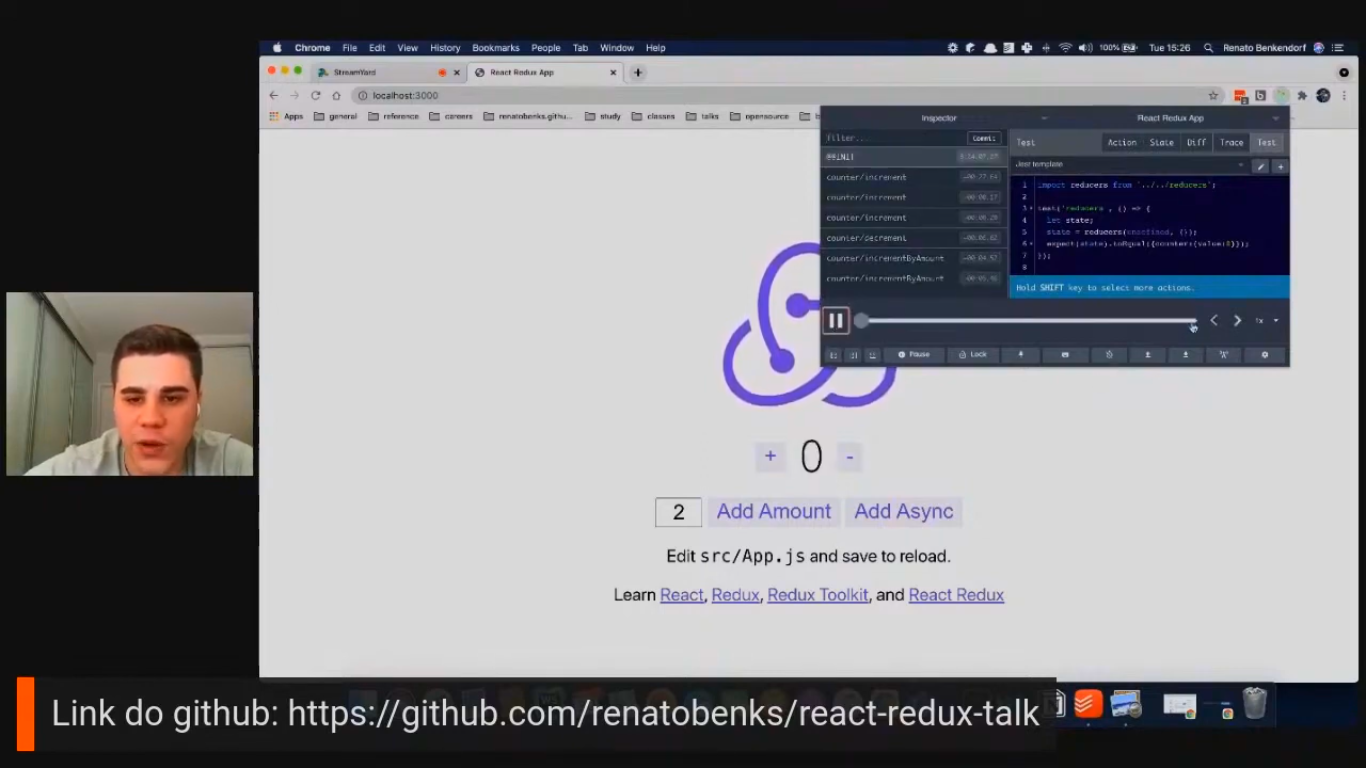 Chrome File Edit View History Bookmarks People Tab Window Help
100% Tue 15:26 Renato Benkendorf
StreamYard
React Redux App
localhost:3000
Apps general reference careers renatobenks.githu... study classes talks opensource
Inspector
React Redux App
filter...
Commit
@@INIT
counter/increment
counter/increment
counter/increment
counter/decrement
counter/incrementByAmount
counter/incrementByAmount
Test
Action State Diff Trace Test
Jest template
1 import reducers from '../../reducers';
2
3 test('reducers', () => {
4 let state;
5 state = reducers(undefined, {});
6 expect(state).toEqual({counter:{value:0}});
7 });
8
Hold SHIFT key to select more actions.
1x
Pause Lock
+ 0 -
2 Add Amount Add Async
Edit src/App.js and save to reload.
Learn React, Redux, Redux Toolkit, and React Redux
Link do github: https://github.com/renatobenks/react-redux-talk